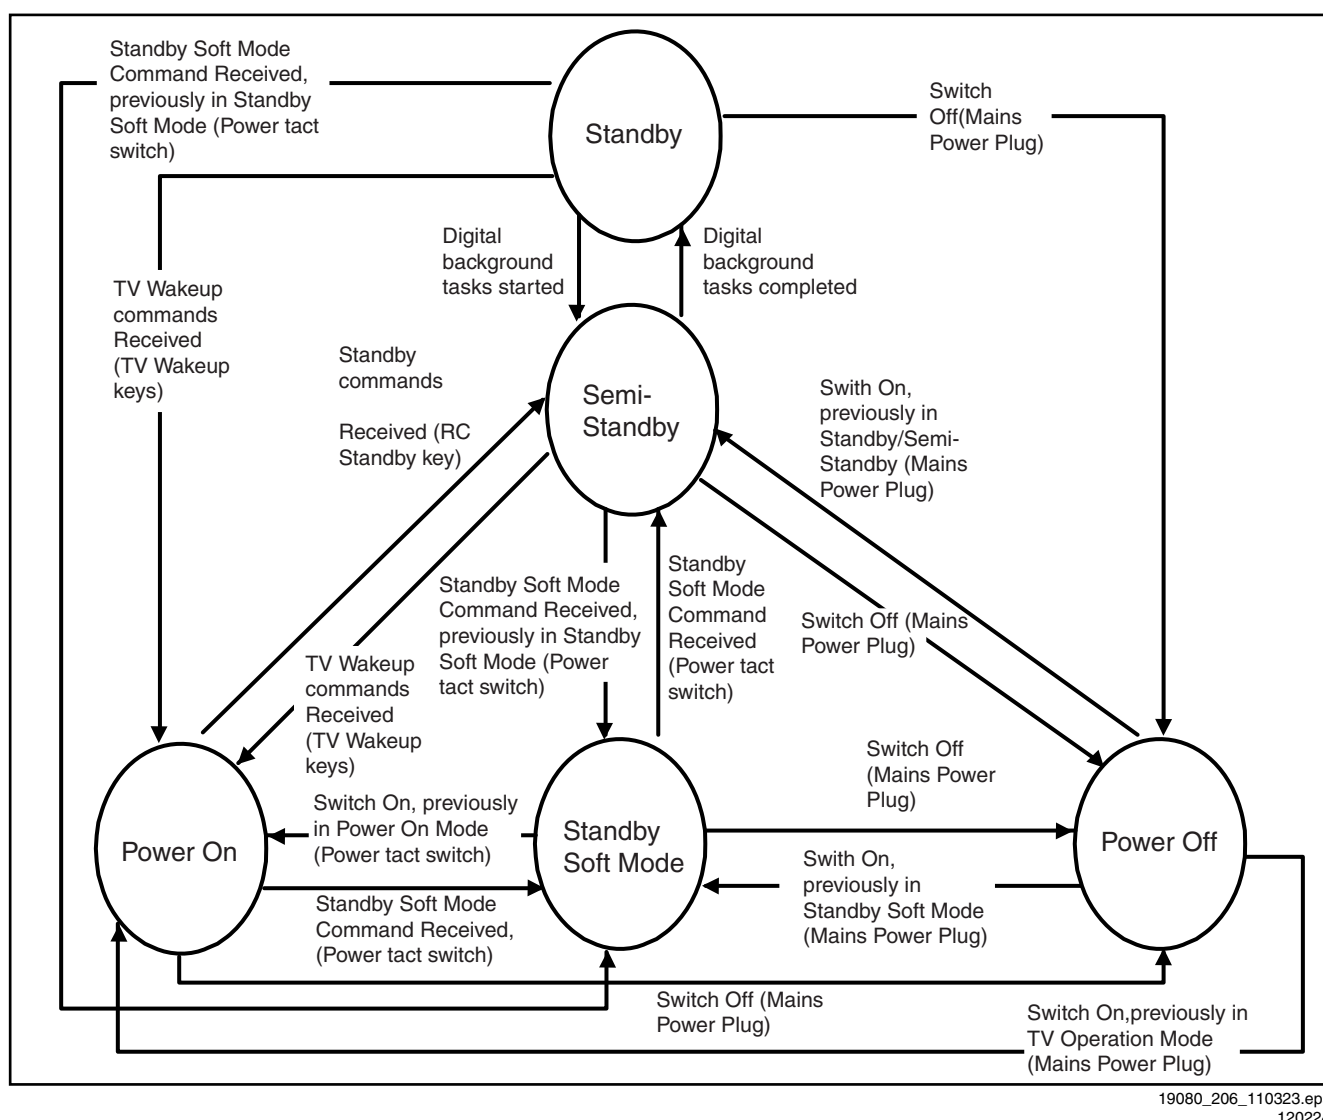 Standby Soft Mode
Command Received,
previously in Standby
Soft Mode (Power tact
switch)
Switch
Off(Mains
Power Plug)
Standby
Digital
background
tasks started
Digital
background
tasks completed
TV Wakeup
commands
Received
(TV Wakeup
keys)
Standby
commands
Received (RC
Standby key)
Semi-
Standby
Swith On,
previously in
Standby/Semi-
Standby (Mains
Power Plug)
Standby Soft Mode
Command Received,
previously in Standby
Soft Mode (Power
tact switch)
Standby
Soft Mode
Command
Received
(Power tact
switch)
Switch Off (Mains
Power Plug)
TV Wakeup
commands
Received
(TV Wakeup
keys)
Switch Off
(Mains Power
Plug)
Power On
Switch On, previously
in Power On Mode
(Power tact switch)
Standby
Soft Mode
Power Off
Swith On,
previously in
Standby Soft Mode
(Mains Power Plug)
Standby Soft Mode
Command Received,
(Power tact switch)
Switch Off (Mains
Power Plug)
Switch On,previously in
TV Operation Mode
(Mains Power Plug)
19080_206_110323.ep
12022